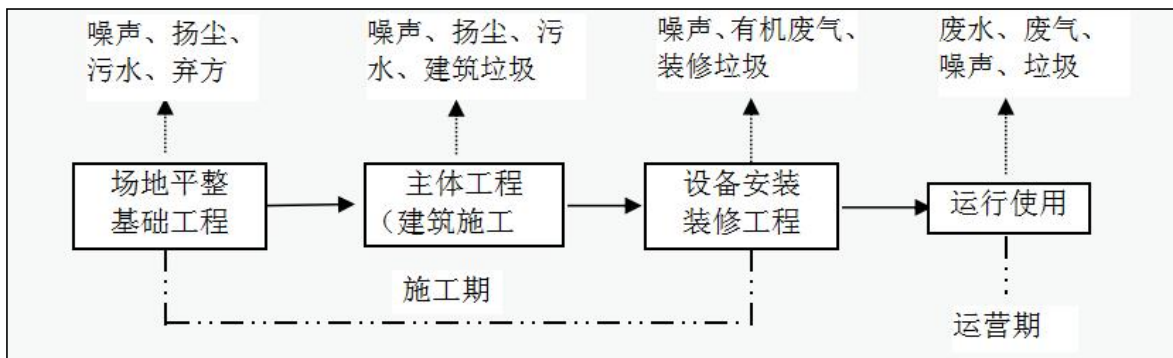 噪声、扬尘、
污水、弃方
噪声、扬尘、污
水、建筑垃圾
噪声、有机废气、
装修垃圾
废水、废气、
噪声、垃圾
场地平整
基础工程
主体工程
（建筑施工
设备安装
装修工程
运行使用
施工期
运营期